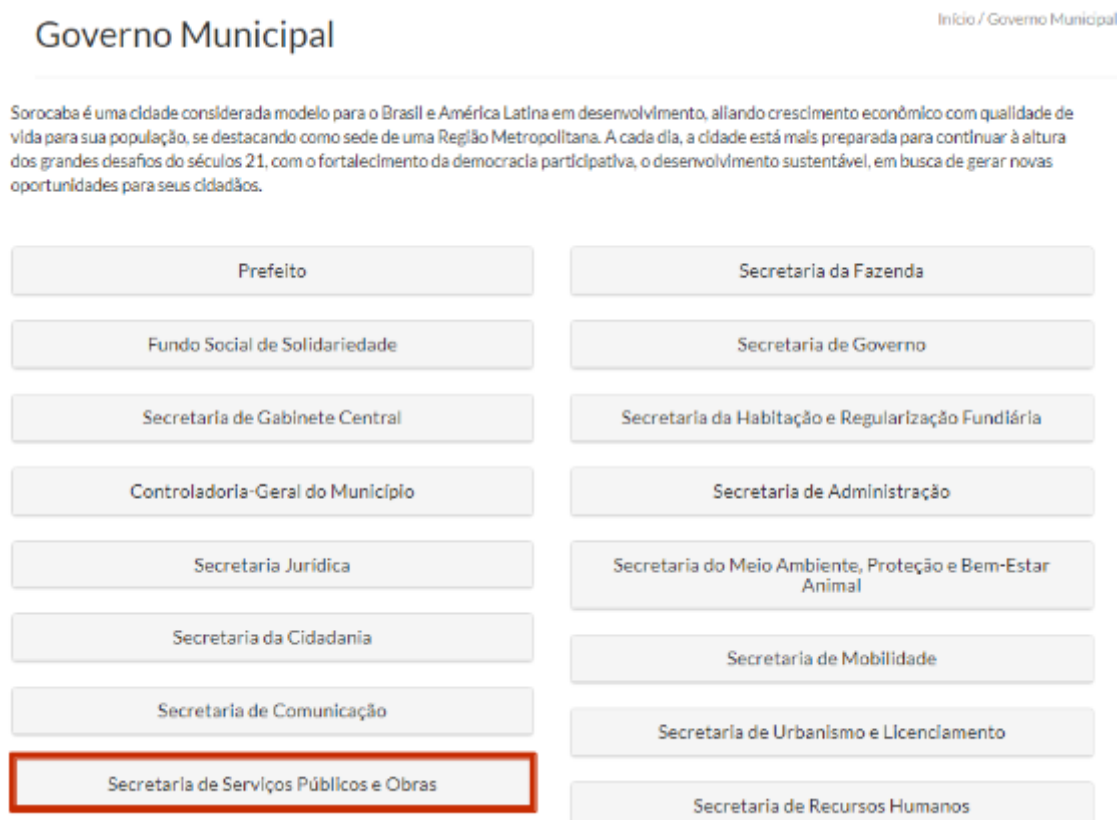 Início / Governo Municipal
Governo Municipal
Sorocaba é uma cidade considerada modelo para o Brasil e América Latina em desenvolvimento, aliando crescimento econômico com qualidade de
vida para sua população, se destacando como sede de uma Região Metropolitana. A cada dia, a cidade está mais preparada para continuar à altura
dos grandes desafios do séculos 21, com o fortalecimento da democracia participativa, o desenvolvimento sustentável, em busca de gerar novas
oportunidades para seus cidadãos.
Prefeito
Fundo Social de Solidariedade
Secretaria de Gabinete Central
Controladoria-Geral do Município
Secretaria Jurídica
Secretaria da Cidadania
Secretaria de Comunicação
Secretaria de Serviços Públicos e Obras
Secretaria da Fazenda
Secretaria de Governo
Secretaria da Habitação e Regularização Fundiária
Secretaria de Administração
Secretaria do Meio Ambiente, Proteção e Bem-Estar
Animal
Secretaria de Mobilidade
Secretaria de Urbanismo e Licenciamento
Secretaria de Recursos Humanos